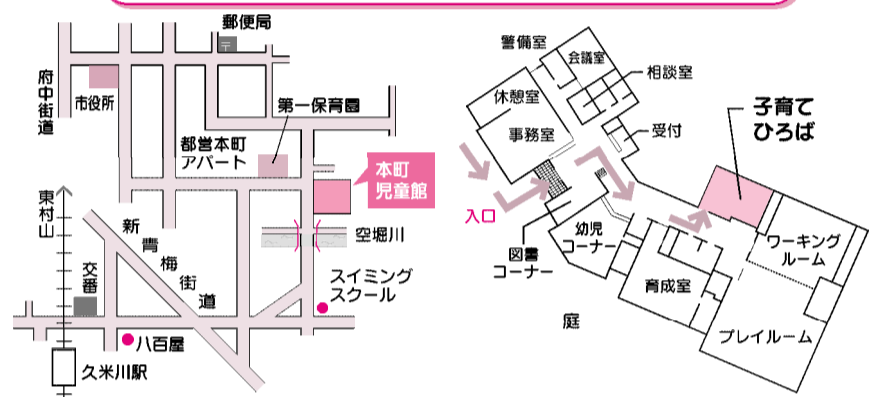 郵便局
〒
府中街道
市役所
第一保育園
都営本町
アパート
本町
児童館
東村山
新青梅街道
空堀川
交番
スイミング
スクール
八百屋
久米川駅
警備室
会議室
相談室
休憩室
事務室
受付
子育て
ひろば
入口
図書
コーナー
幼児
コーナー
ワーキング
ルーム
育成室
プレイルーム
庭